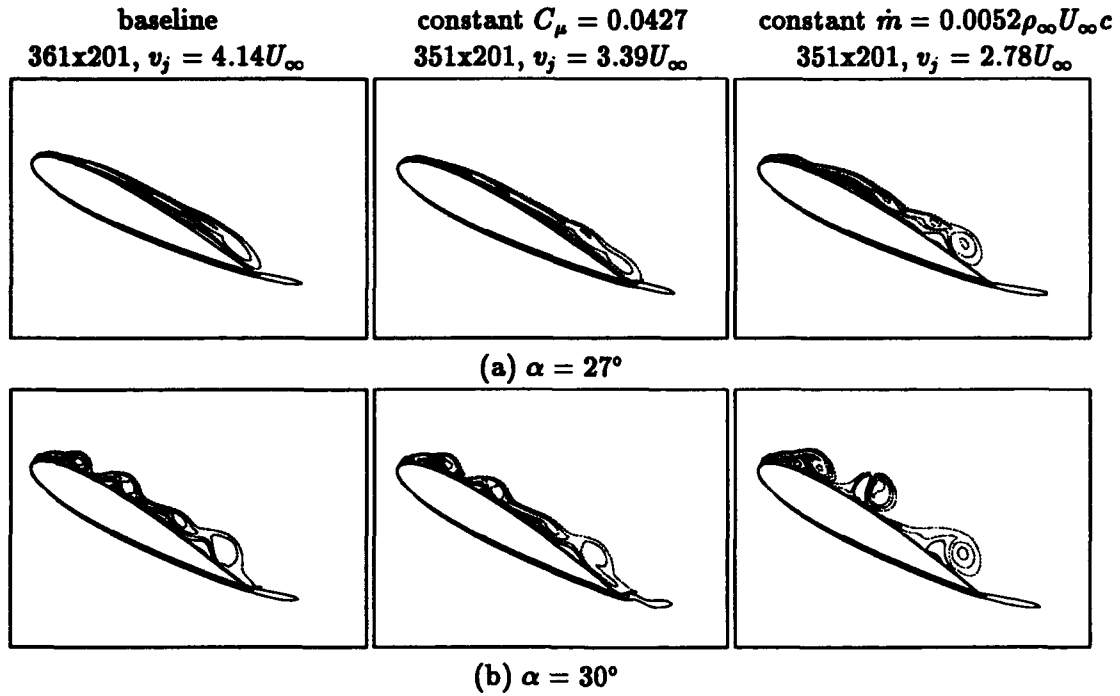 baseline constant $C_\mu = 0.0427$ constant $\dot{m} = 0.0052\rho_\infty U_\infty c$
361x201, $v_j = 4.14U_\infty$ 351x201, $v_j = 3.39U_\infty$ 351x201, $v_j = 2.78U_\infty$
(a) $\alpha = 27°$
(b) $\alpha = 30°$